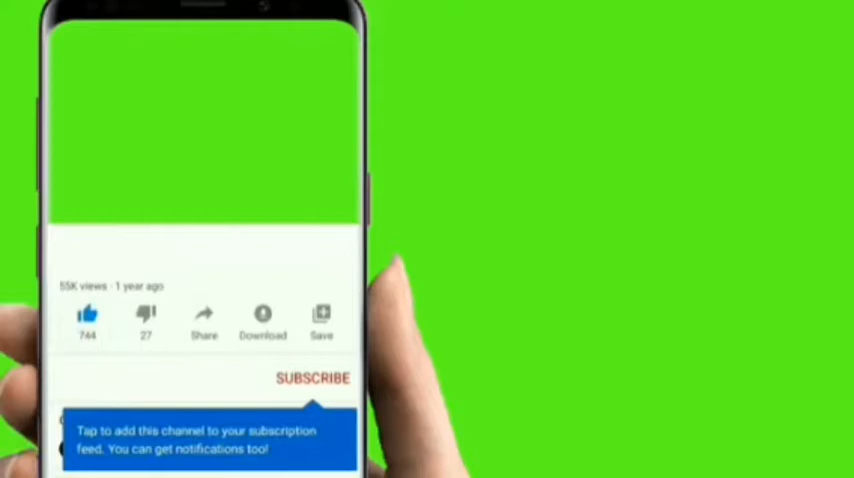 55K views · 1 year ago
744 27 Share Download Save
SUBSCRIBE
Tap to add this channel to your subscription
feed. You can get notifications too!